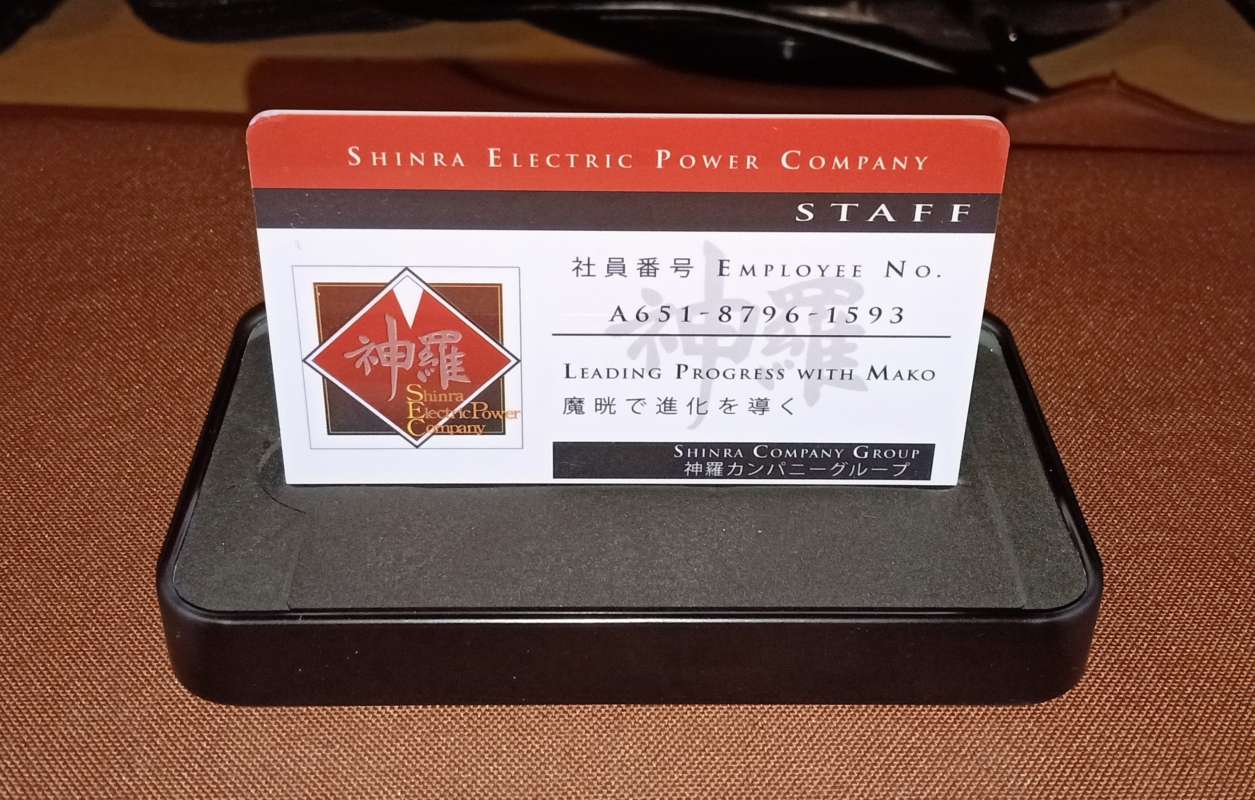 SHINRA ELECTRIC POWER COMPANY
STAFF
神羅
Shinra
Electric Power
Company
社員番号 EMPLOYEE NO.
A651-8796-1593
神羅
LEADING PROGRESS WITH MAKO
魔晄で進化を導く
SHINRA COMPANY GROUP
神羅カンパニーグループ